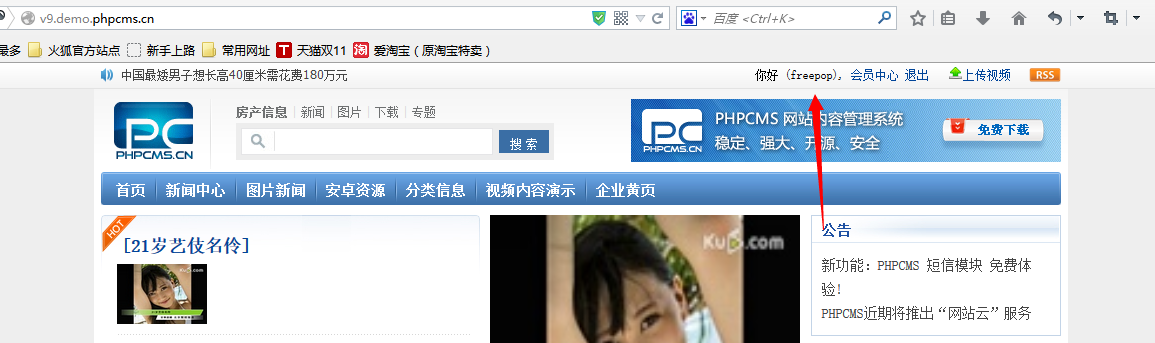 v9.demo.phpcms.cn
百度 <Ctrl+K>
最多 火狐官方站点 新手上路 常用网址 天猫双11 爱淘宝（原淘宝特卖）
中国最矮男子想长高40厘米需花费180万元
你好 (freepop), 会员中心 退出 上传视频 RSS
PC
PHPCMS.CN
房产信息 新闻 图片 下载 专题
搜 索
PC
PHPCMS.CN
PHPCMS 网站内容管理系统
稳定、强大、开源、安全
免费下载
首页 新闻中心 图片新闻 安卓资源 分类信息 视频内容演示 企业黄页
HOT
[21岁艺伎名伶]
Ku6.com
公告
新功能：PHPCMS 短信模块 免费体
验！
PHPCMS近期将推出“网站云”服务